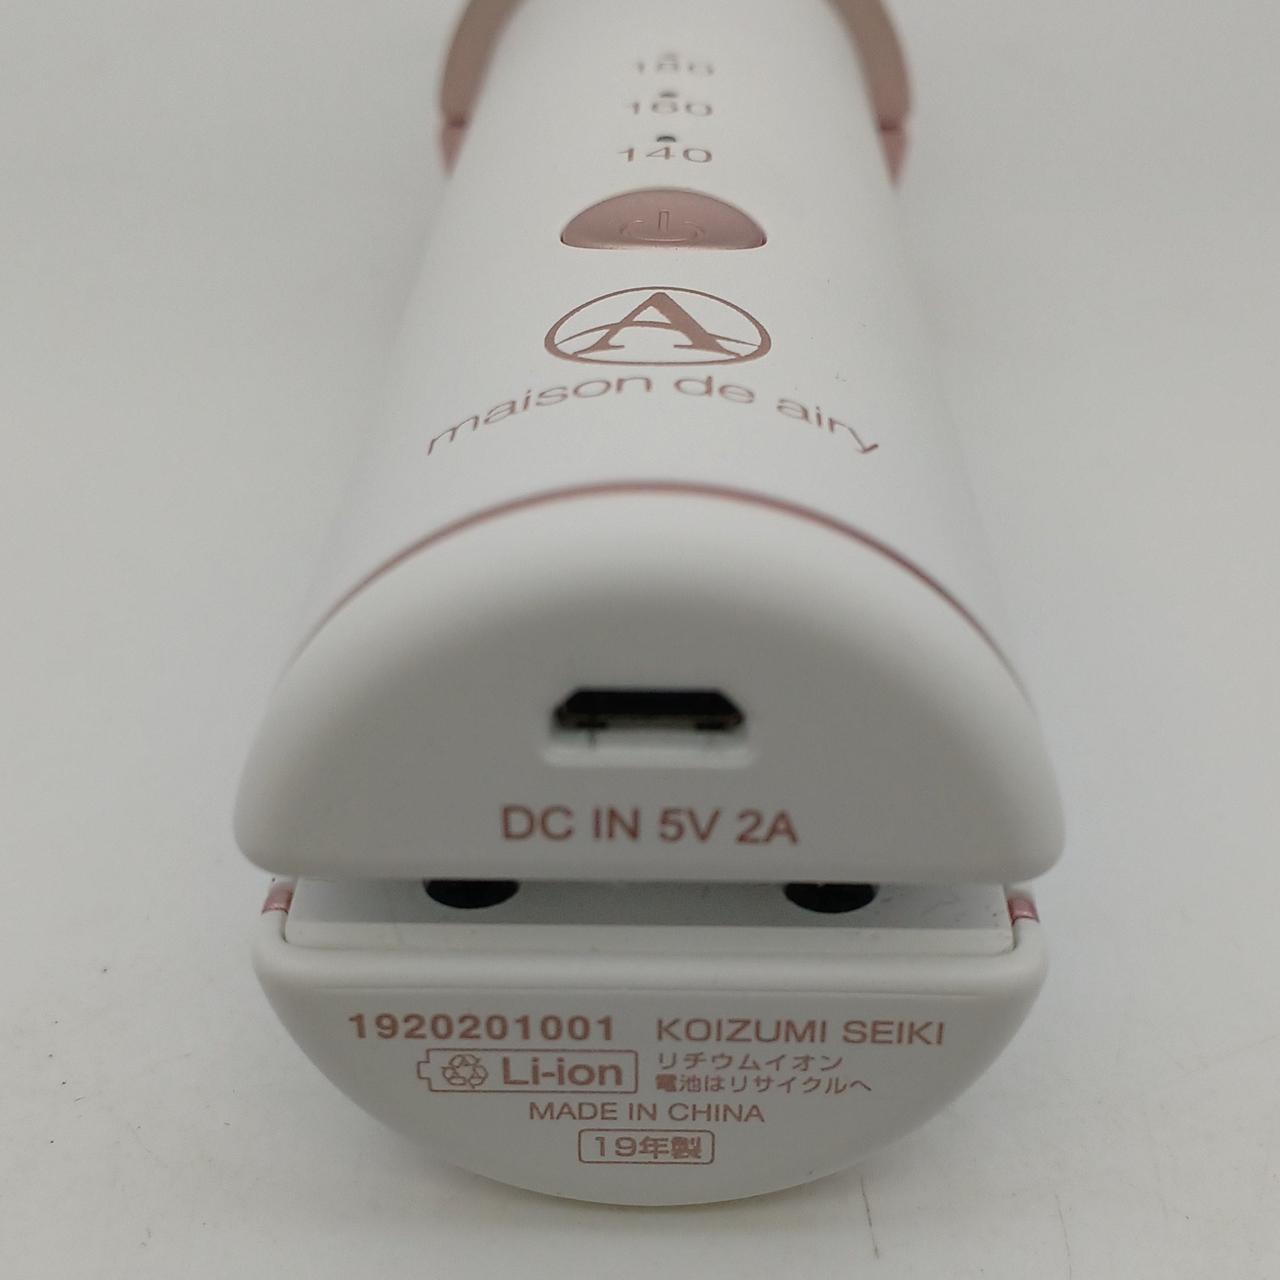 180
160
140
A
maison de airy
DC IN 5V 2A
1920201001 KOIZUMI SEIKI
Li-ion リチウムイオン
電池はリサイクルへ
MADE IN CHINA
19年製